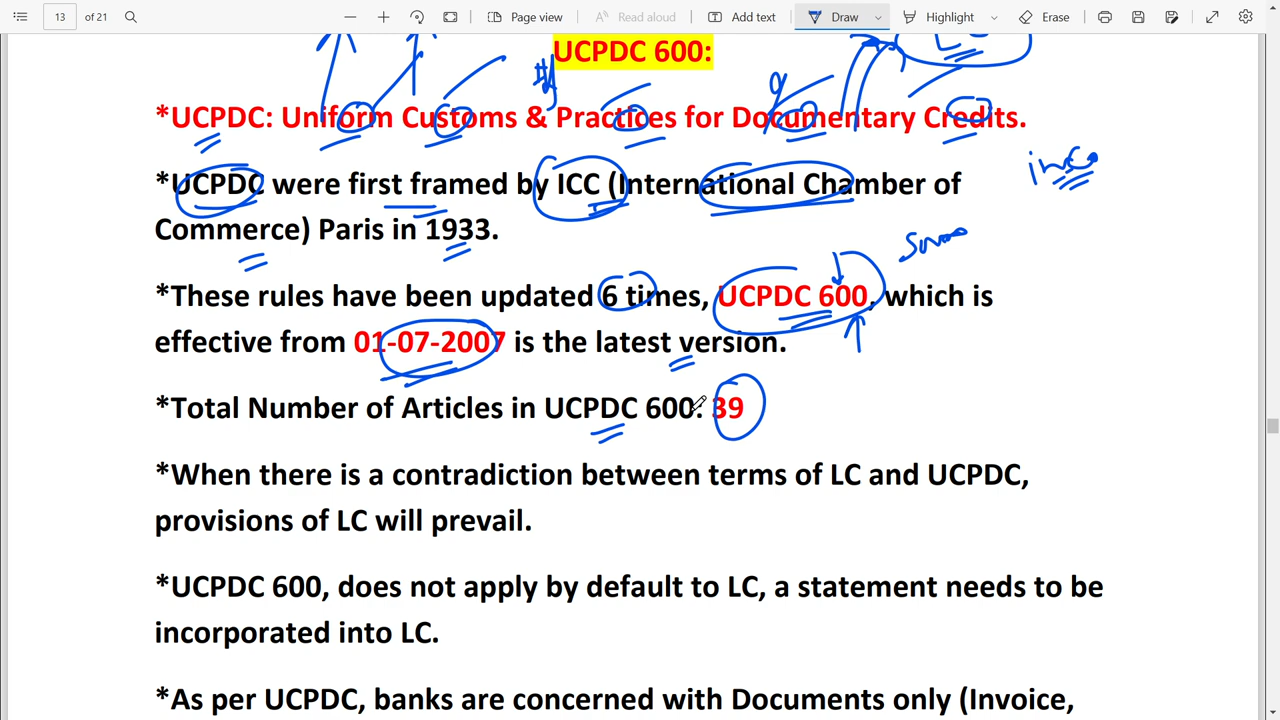 13 of 21 Page view Read aloud Add text Draw Highlight Erase
UCPDC 600:
*UCPDC: Uniform Customs & Practices for Documentary Credits.
*UCPDC were first framed by ICC (International Chamber of
Commerce) Paris in 1933.
*These rules have been updated 6 times, UCPDC 600, which is
effective from 01-07-2007 is the latest version.
*Total Number of Articles in UCPDC 600: 39
*When there is a contradiction between terms of LC and UCPDC,
provisions of LC will prevail.
*UCPDC 600, does not apply by default to LC, a statement needs to be
incorporated into LC.
*As per UCPDC, banks are concerned with Documents only (Invoice,